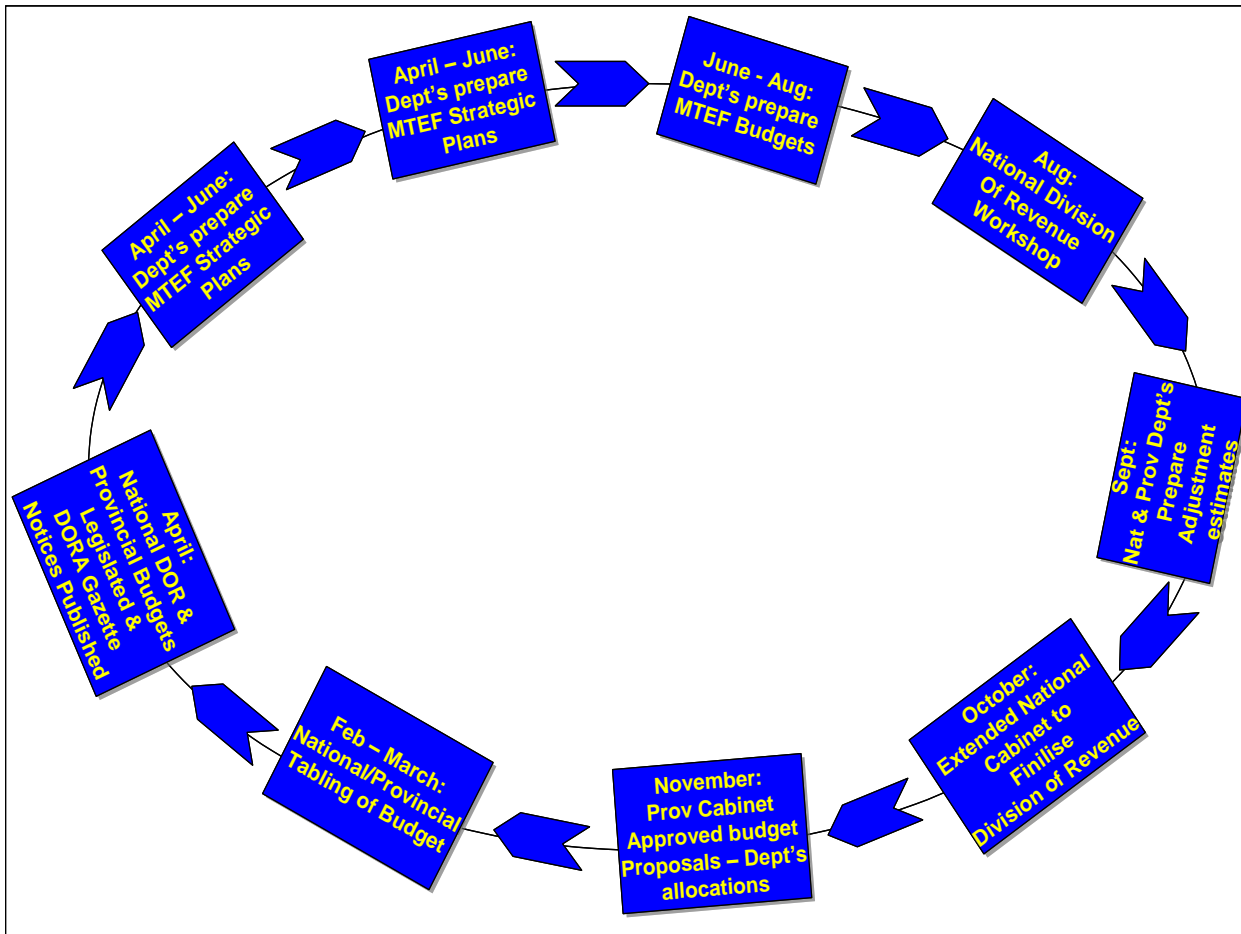 April – June:
Dept's prepare
MTEF Strategic
Plans
June - Aug:
Dept's prepare
MTEF Budgets
Aug:
National Division
Of Revenue
Workshop
Sept:
Nat & Prov Dept's
Prepare
Adjustment
estimates
October:
Extended National
Cabinet to
Finilise
Division of Revenue
November:
Prov Cabinet
Approved budget
Proposals – Dept's
allocations
Feb – March:
National/Provincial
Tabling of Budget
April:
National DOR &
Provincial Budgets
Legislated &
DORA Gazette
Notices Published
April – June:
Dept's prepare
MTEF Strategic
Plans